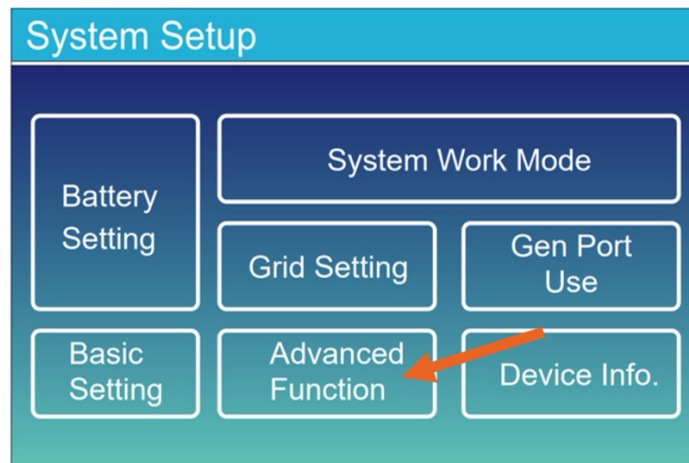 System Setup
Battery
Setting
System Work Mode
Grid Setting
Gen Port
Use
Basic
Setting
Advanced
Function
Device Info.